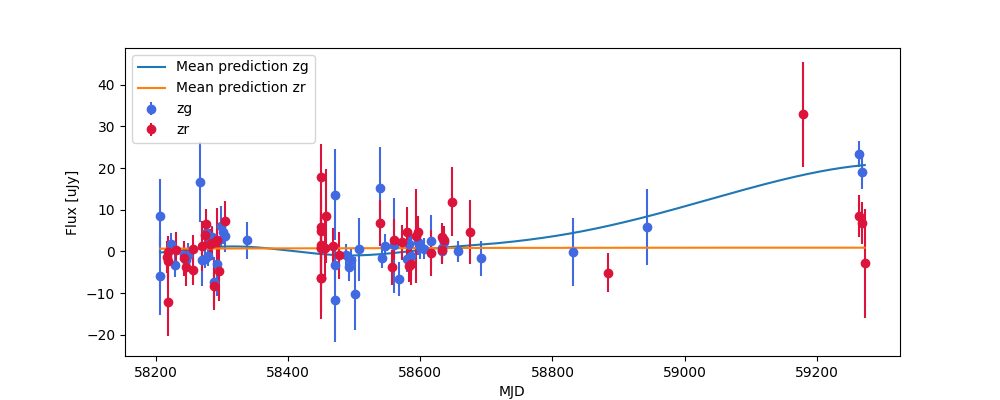 Mean prediction zg
Mean prediction zr
zg
zr
Flux [uJy]
40
30
20
10
0
−10
−20
58200 58400 58600 58800 59000 59200
MJD